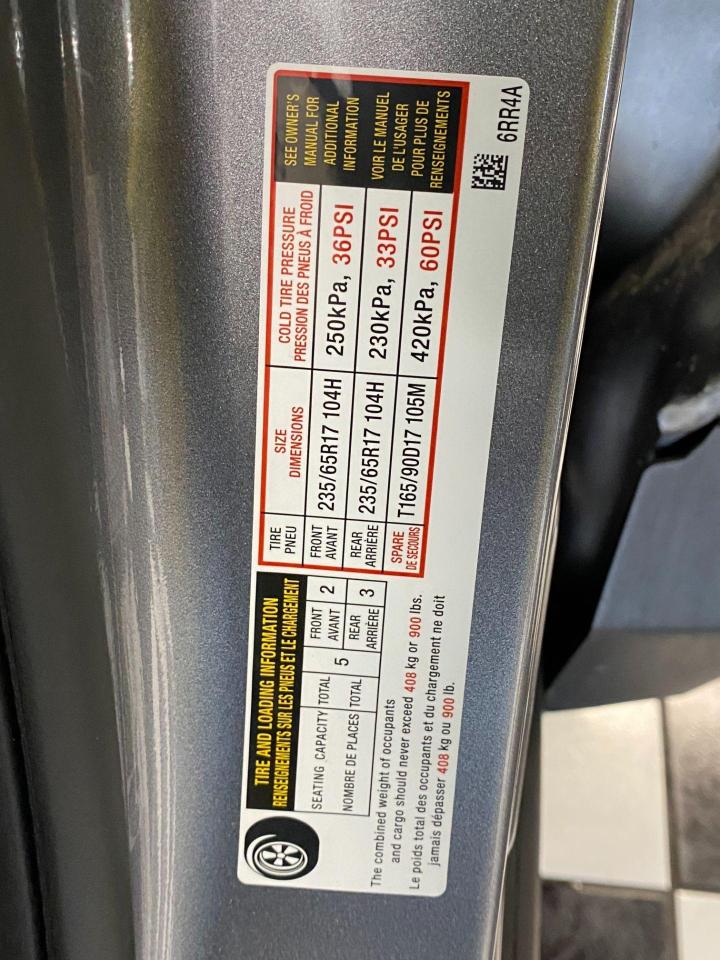 TIRE AND LOADING INFORMATION
RENSEIGNEMENTS SUR LES PNEUS ET LE CHARGEMENT
SEATING CAPACITY
NOMBRE DE PLACES
TOTAL
TOTAL
5
FRONT
AVANT
2
REAR
ARRIÈRE
3
The combined weight of occupants
and cargo should never exceed 408 kg or 900 lbs.
Le poids total des occupants et du chargement ne doit
jamais dépasser 408 kg ou 900 lb.
TIRE
PNEU
SIZE
DIMENSIONS
COLD TIRE PRESSURE
PRESSION DES PNEUS À FROID
FRONT
AVANT
235/65R17 104H
250kPa, 36PSI
REAR
ARRIÈRE
235/65R17 104H
230kPa, 33PSI
SPARE
DE SECOURS
T165/90D17 105M
420kPa, 60PSI
SEE OWNER'S
MANUAL FOR
ADDITIONAL
INFORMATION
VOIR LE MANUEL
DE L'USAGER
POUR PLUS DE
RENSEIGNEMENTS
6RR4A